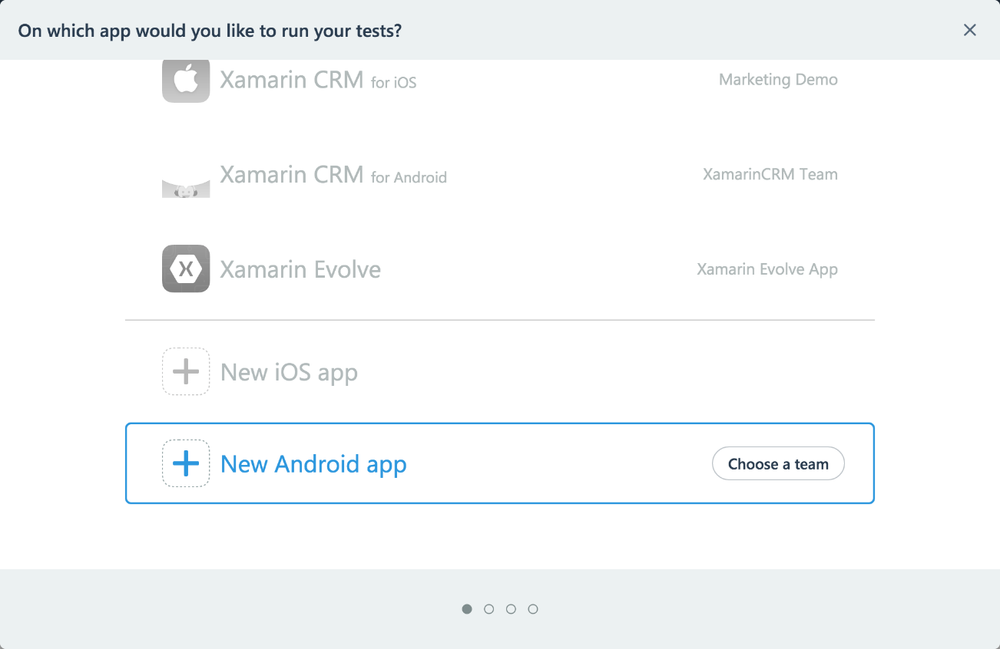 On which app would you like to run your tests?
Xamarin CRM for iOS Marketing Demo
Xamarin CRM for Android XamarinCRM Team
Xamarin Evolve Xamarin Evolve App
New iOS app
New Android app Choose a team